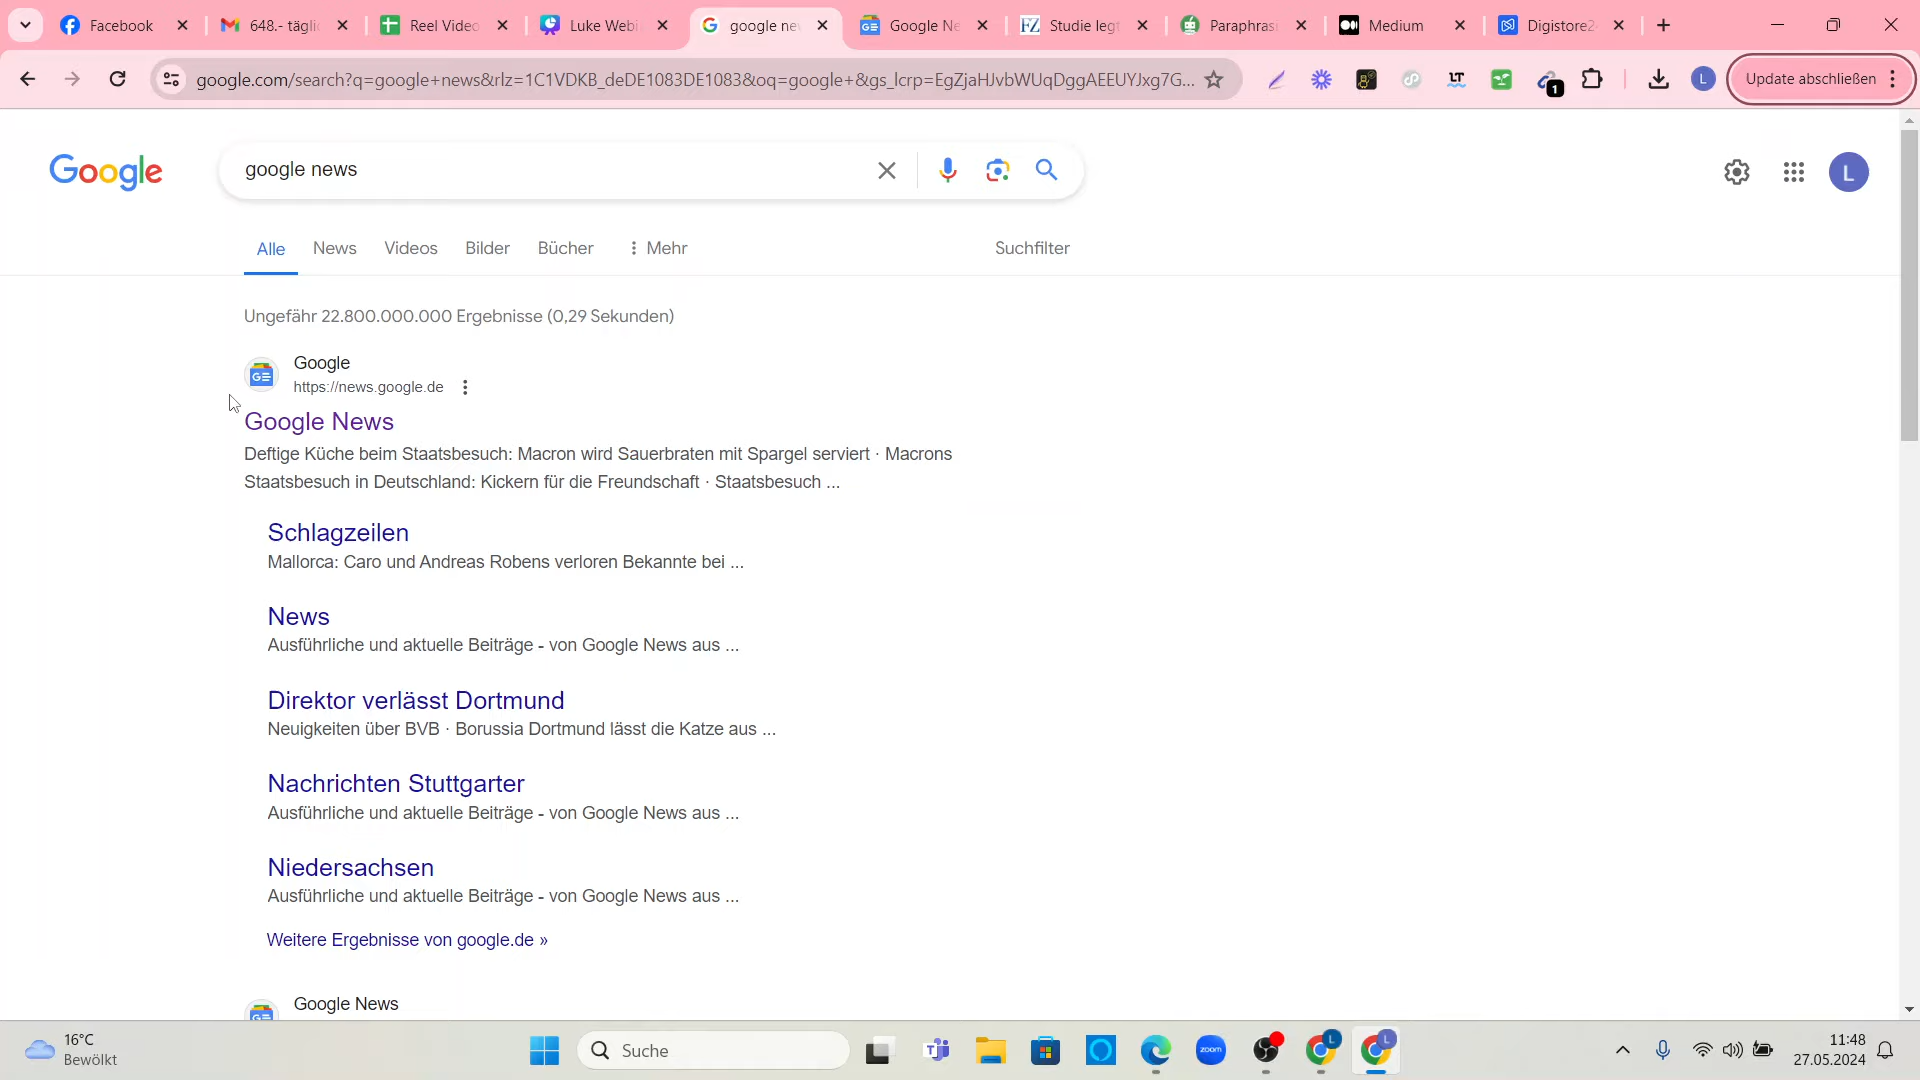 Facebook
648.- tägli
Reel Video
Luke Webi
google ne
Google Ne
Studie legt
Paraphras
Medium
Digistore2
google.com/search?q=google+news&rlz=1C1VDKB_deDE1083DE1083&oq=google+&gs_lcrp=EgZjaHJvbWUqDggAEEUYJxg7G...
LT
1
L
Update abschließen
Google
google news
L
Alle
News
Videos
Bilder
Bücher
Mehr
Suchfilter
Ungefähr 22.800.000.000 Ergebnisse (0,29 Sekunden)
Google
https://news.google.de
Google News
Deftige Küche beim Staatsbesuch: Macron wird Sauerbraten mit Spargel serviert · Macrons
Staatsbesuch in Deutschland: Kickern für die Freundschaft · Staatsbesuch ...
Schlagzeilen
Mallorca: Caro und Andreas Robens verloren Bekannte bei ...
News
Ausführliche und aktuelle Beiträge - von Google News aus ...
Direktor verlässt Dortmund
Neuigkeiten über BVB · Borussia Dortmund lässt die Katze aus ...
Nachrichten Stuttgarter
Ausführliche und aktuelle Beiträge - von Google News aus ...
Niedersachsen
Ausführliche und aktuelle Beiträge - von Google News aus ...
Weitere Ergebnisse von google.de »
Google News
16°C
Bewölkt
Suche
zoom
L
L
11:48
27.05.2024